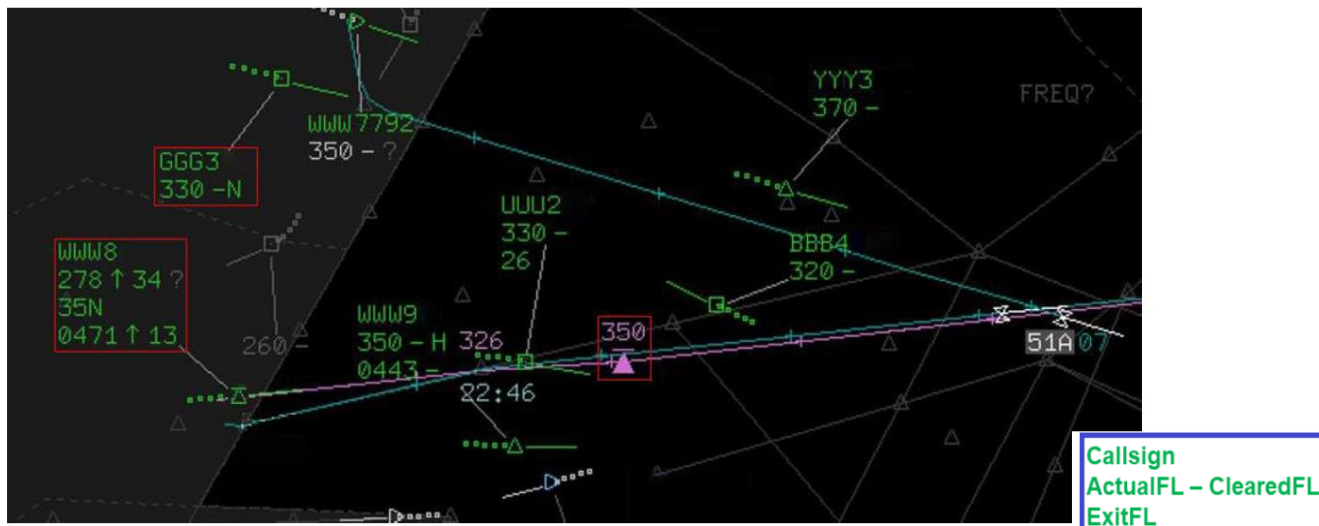 YYY3
370 -
FREQ?
WWW7792
350 - ?
GGG3
330 -N
UUU2
330 -
26
BBB4
320 -
WWW8
278 ↑ 34 ?
35N
0471 ↑ 13
260 -
WWW9
350 - H
0443 -
326
22:46
350
51A 07
Callsign
ActualFL – ClearedFL
ExitFL